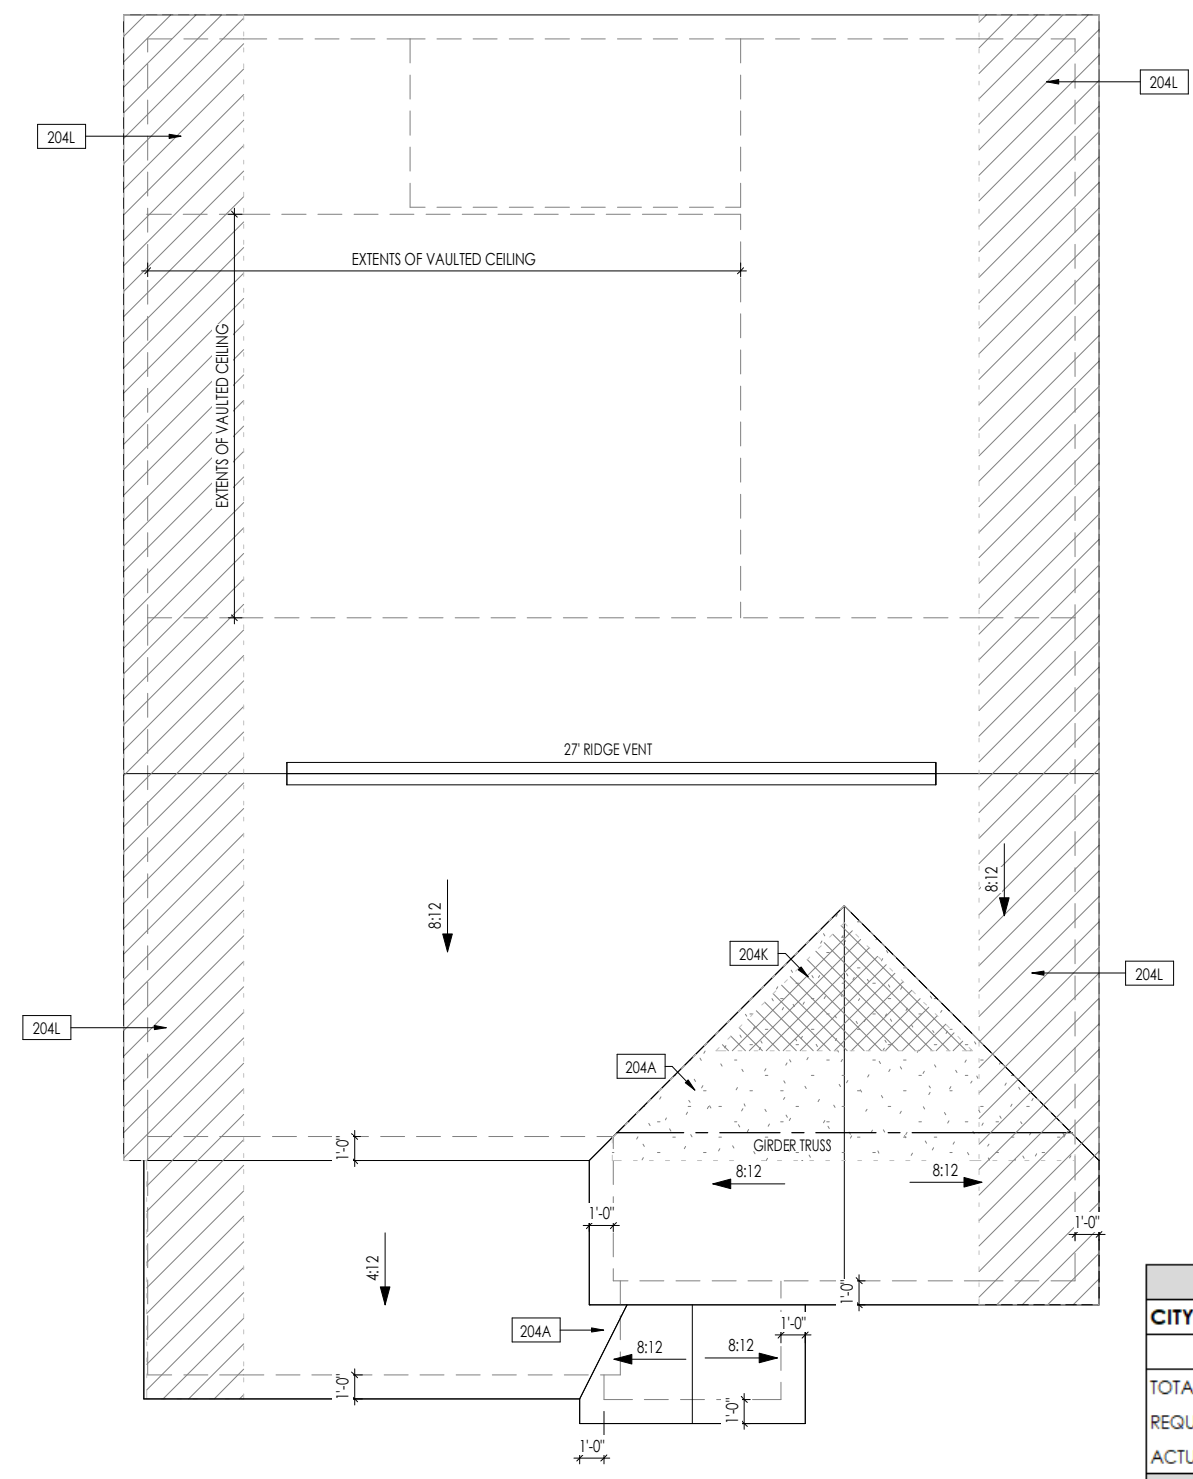 204L
204L
EXTENTS OF VAULTED CEILING
EXTENTS OF VAULTED CEILING
27' RIDGE VENT
8:12
8:12
204K
204L
204L
204A
1'-0"
GIRDER TRUSS
8:12
8:12
1'-0"
1'-0"
4:12
1'-0"
CITY
204A
1'-0"
8:12
8:12
1'-0"
TOTA
1'-0"
REQU
1'-0"
ACTU